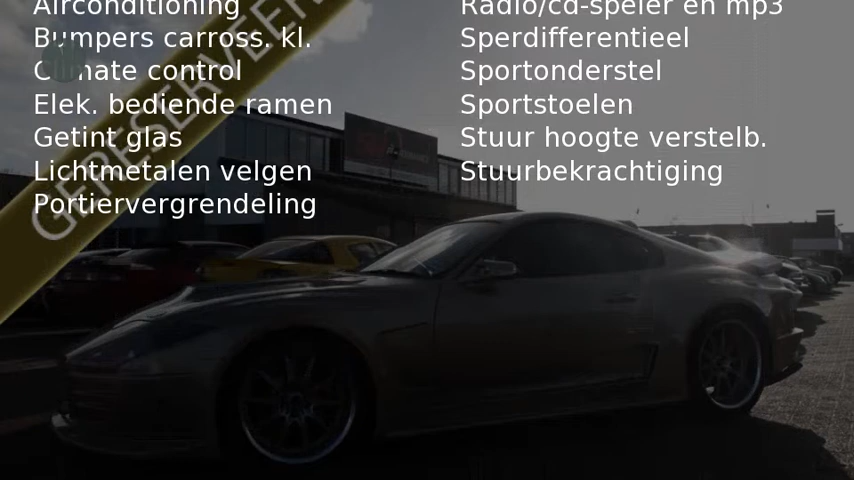 Airconditioning
Bumpers carross. kl.
Climate control
Elek. bediende ramen
Getint glas
Lichtmetalen velgen
Portiervergrendeling
Radio/cd-speler en mp3
Sperdifferentieel
Sportonderstel
Sportstoelen
Stuur hoogte verstelb.
Stuurbekrachtiging
GERESERVEER